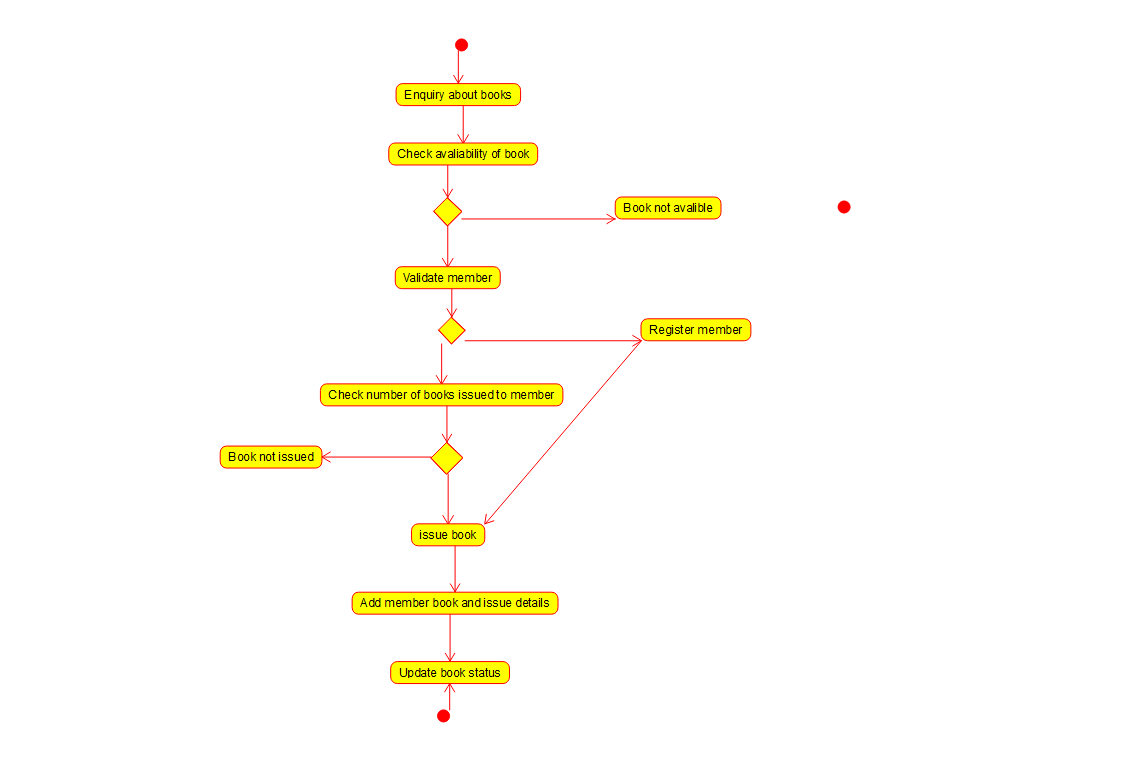 Enquiry about books
Check avaliability of book
Book not avalible
Validate member
Register member
Check number of books issued to member
Book not issued
issue book
Add member book and issue details
Update book status